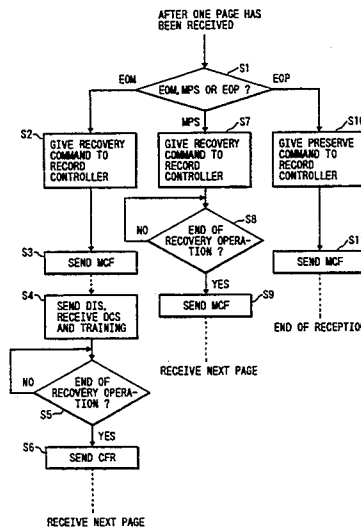 AFTER ONE PAGE HAS
BEEN RECEIVED
S1
EOM
EOM, MPS OR EOP ?
EOP
MPS
S2
GIVE RECOVERY
COMMAND TO
RECORD
CONTROLLER
S7
GIVE RECOVERY
COMMAND TO
RECORD
CONTROLLER
S10
GIVE PRESERVE
COMMAND TO
RECORD
CONTROLLER
S8
END OF
RECOVERY OPERA-
TION ?
NO
YES
S3
SEND MCF
S11
SEND MCF
END OF RECEPTION
S9
SEND MCF
RECEIVE NEXT PAGE
S4
SEND DIS,
RECEIVE DCS
AND TRAINING
NO
END OF
RECOVERY OPERA-
TION ?
S5
YES
S6
SEND CFR
RECEIVE NEXT PAGE